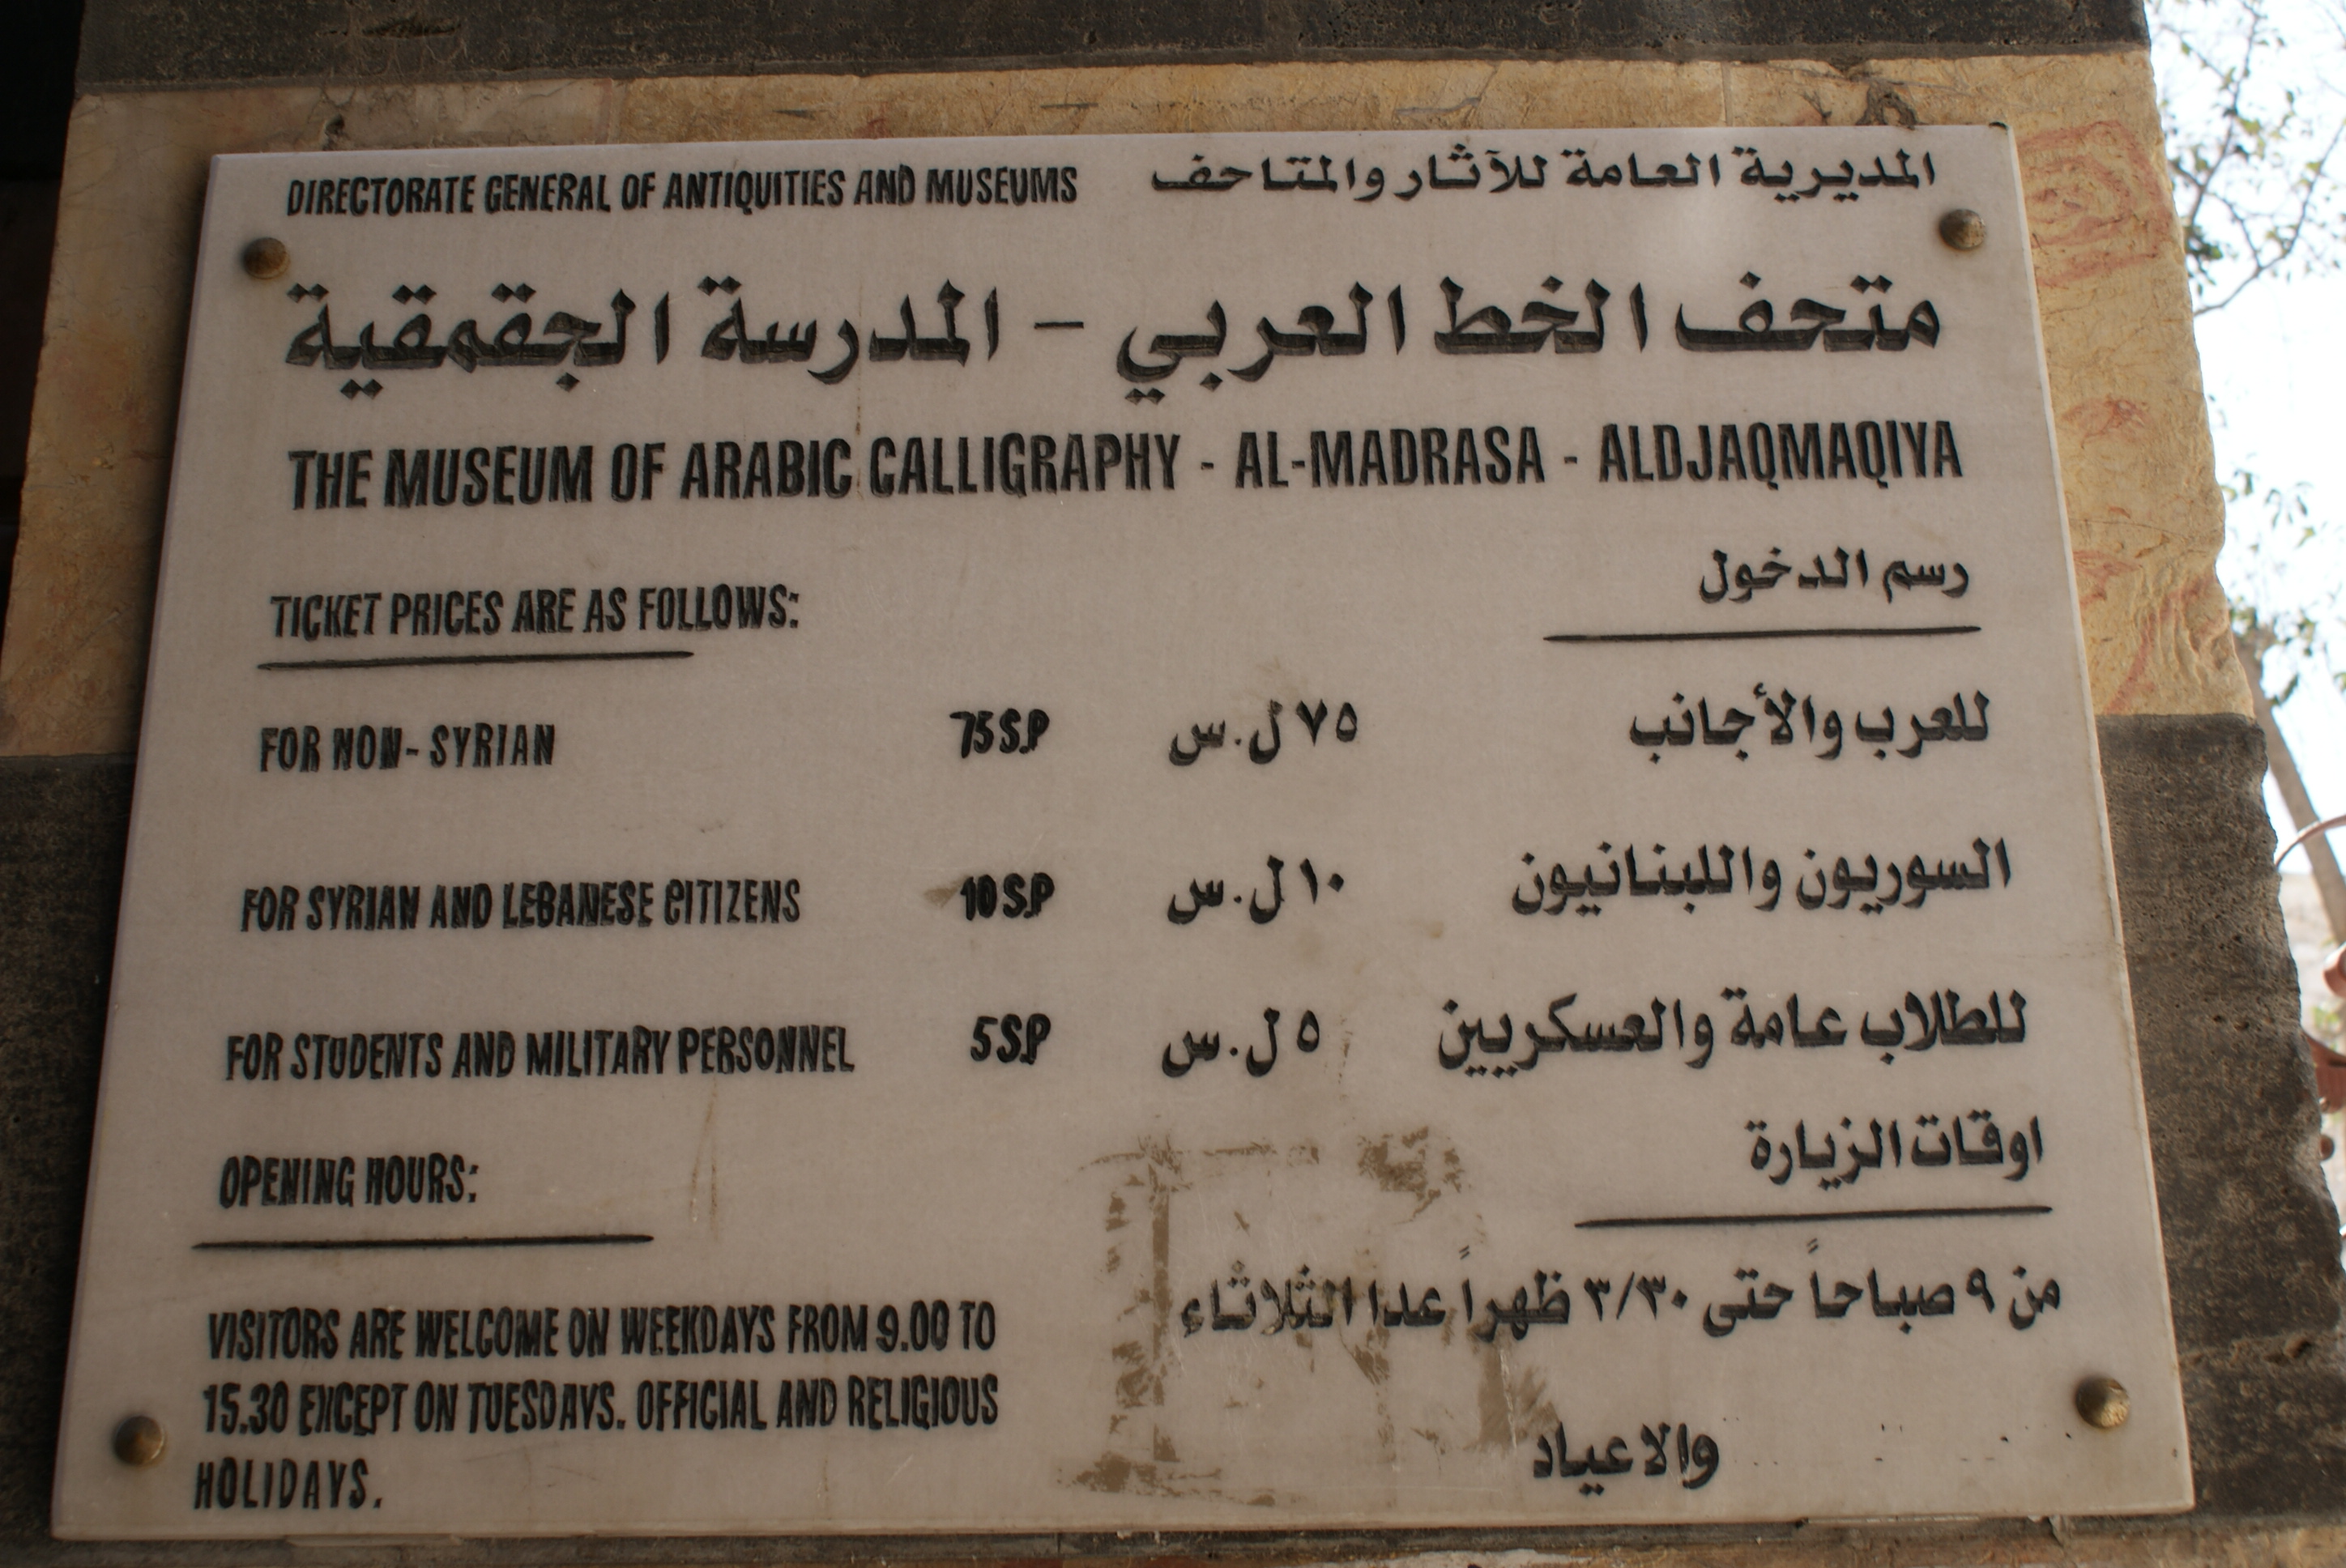 DIRECTORATE GENERAL OF ANTIQUITIES AND MUSEUMS
المديرية العامة للآثار والمتاحف
متحف الخط العربي - المدرسة الجقمقية
THE MUSEUM OF ARABIC CALLIGRAPHY - AL-MADRASA - ALDJAQMAQIYA
رسم الدخول
TICKET PRICES ARE AS FOLLOWS:
للعرب والأجانب ٧٥ ل.س
FOR NON-SYRIAN 75 S.P
السوريون واللبنانيون ١٠ ل.س
FOR SYRIAN AND LEBANESE CITIZENS 10 S.P
للطلاب عامة والعسكريين ٥ ل.س
FOR STUDENTS AND MILITARY PERSONNEL 5 S.P
اوقات الزيارة
OPENING HOURS:
من ٩ صباحاً حتى ٣/٣٠ ظهراً عدا الثلاثاء
والاعياد
VISITORS ARE WELCOME ON WEEKDAYS FROM 9.00 TO
15.30 EXCEPT ON TUESDAYS. OFFICIAL AND RELIGIOUS
HOLIDAYS.